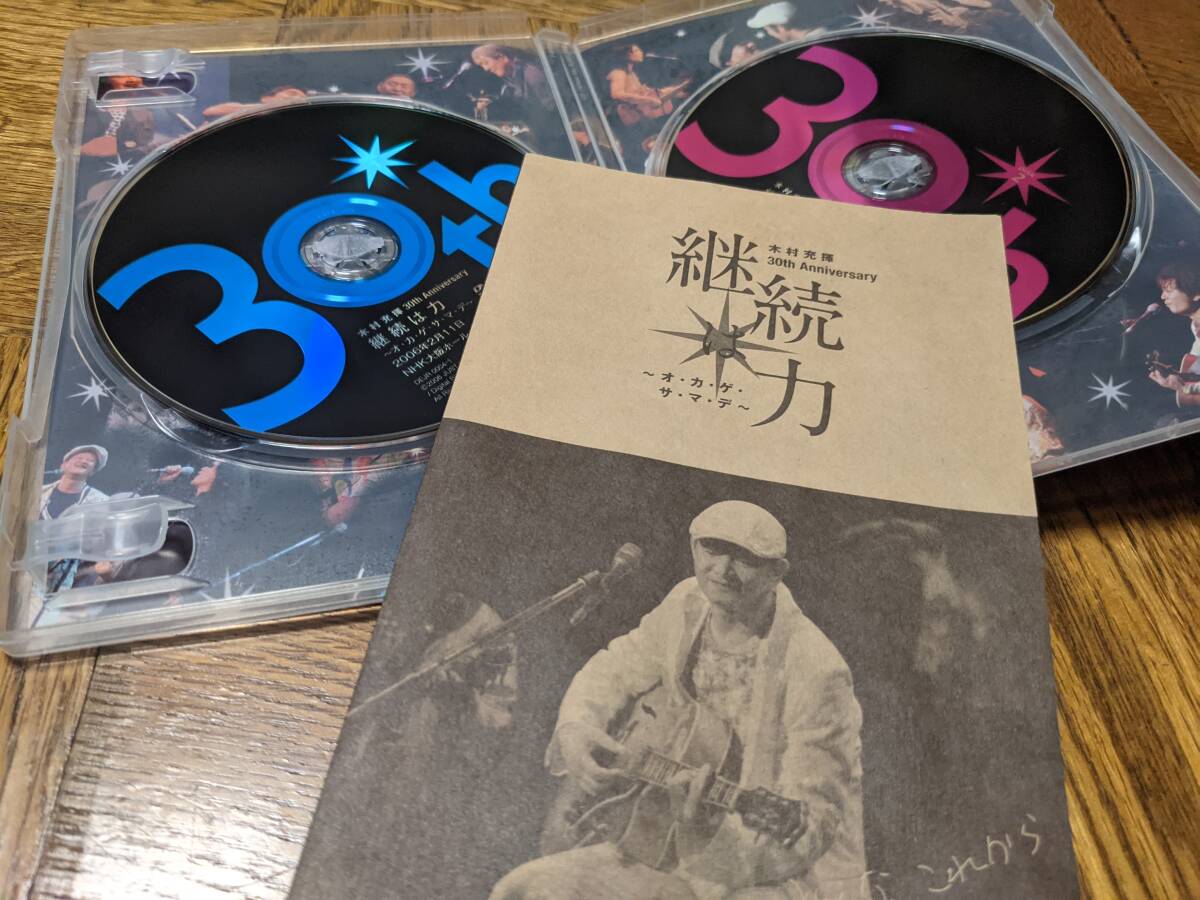 30th
木村充揮 30th Anniversary
継続は力
～オ・カ・ゲ・サ・マ・デ～
2006年2月11日
NHK大阪ホール
30th
木村充揮
30th Anniversary
継続
は
力
～オ・カ・ゲ・
サ・マ・デ～
これから